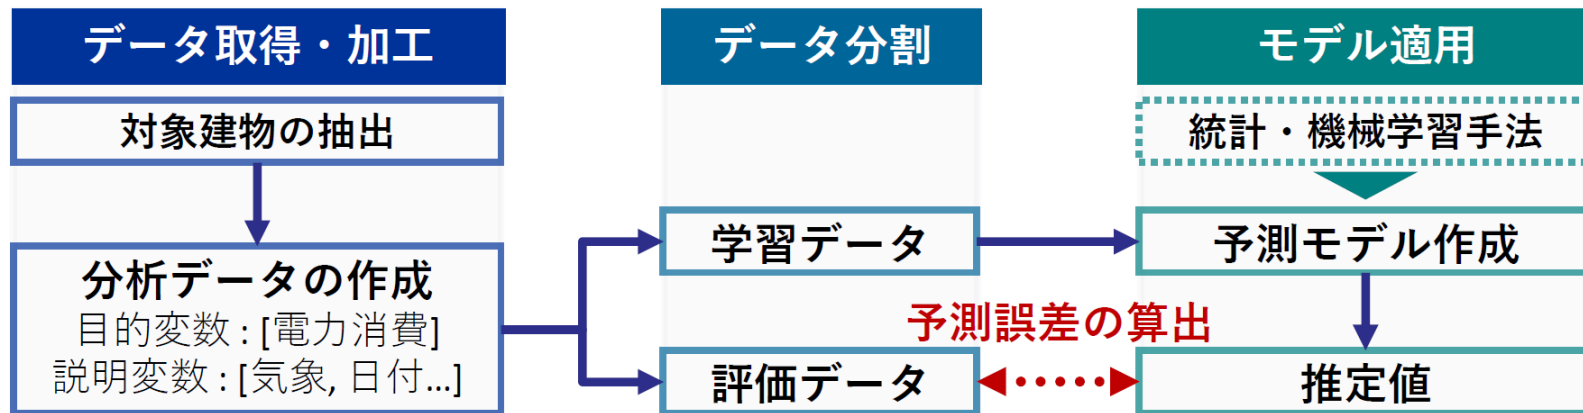 データ取得・加工
対象建物の抽出
分析データの作成
目的変数 : [電力消費]
説明変数 : [気象, 日付...]
データ分割
学習データ
評価データ
予測誤差の算出
モデル適用
統計・機械学習手法
予測モデル作成
推定値